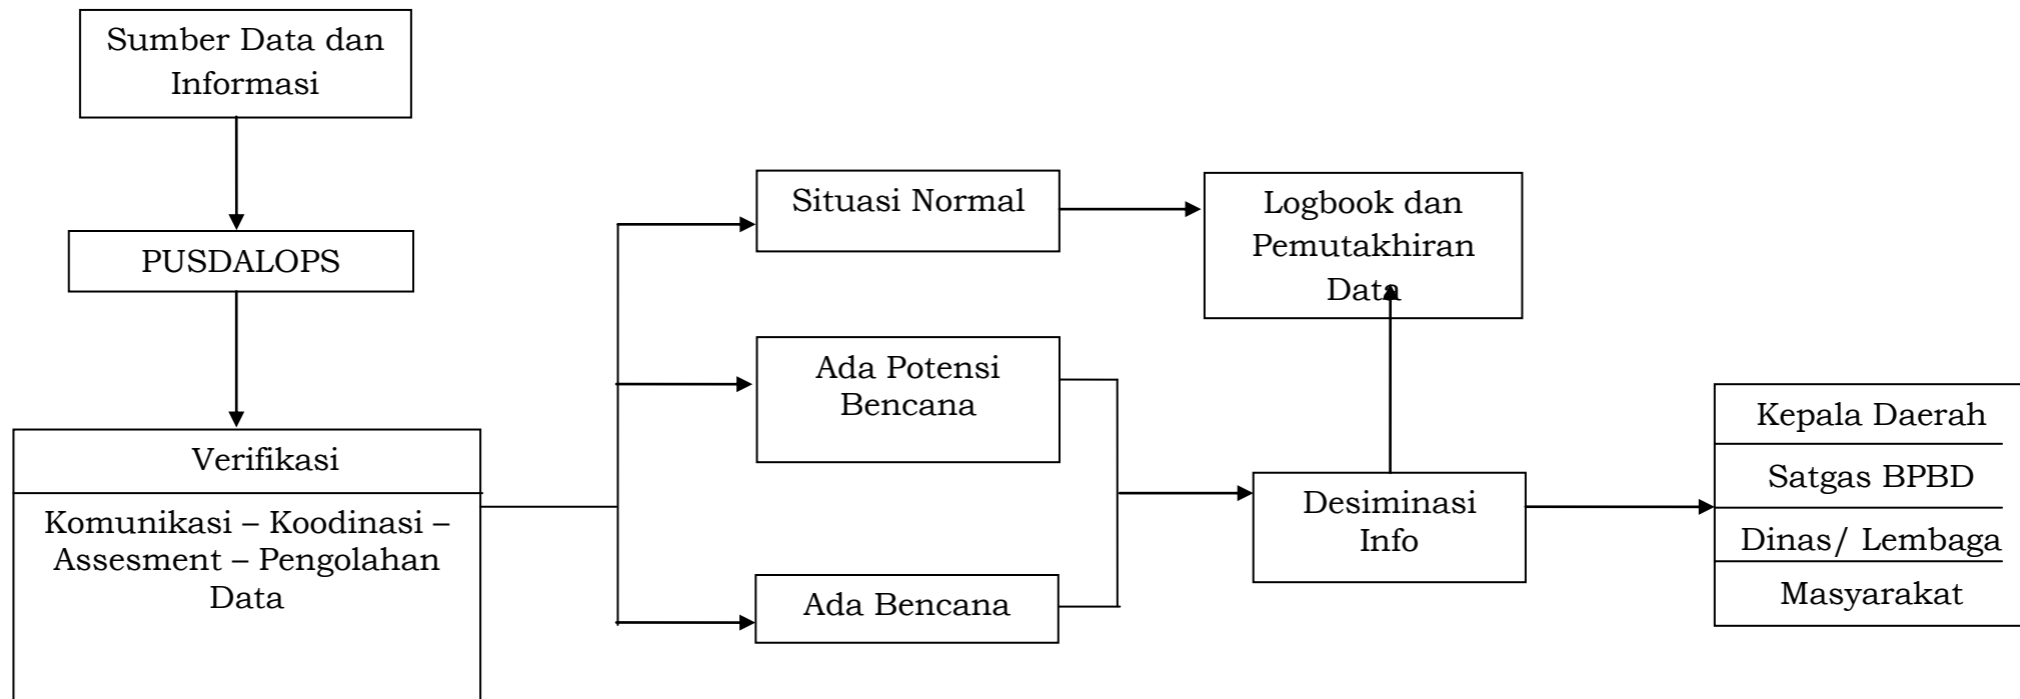 Sumber Data dan
Informasi
PUSDALOPS
Verifikasi
Komunikasi – Koodinasi –
Assesment – Pengolahan
Data
Situasi Normal
Ada Potensi
Bencana
Ada Bencana
Logbook dan
Pemutakhiran
Data
Desiminasi
Info
Kepala Daerah
Satgas BPBD
Dinas/ Lembaga
Masyarakat